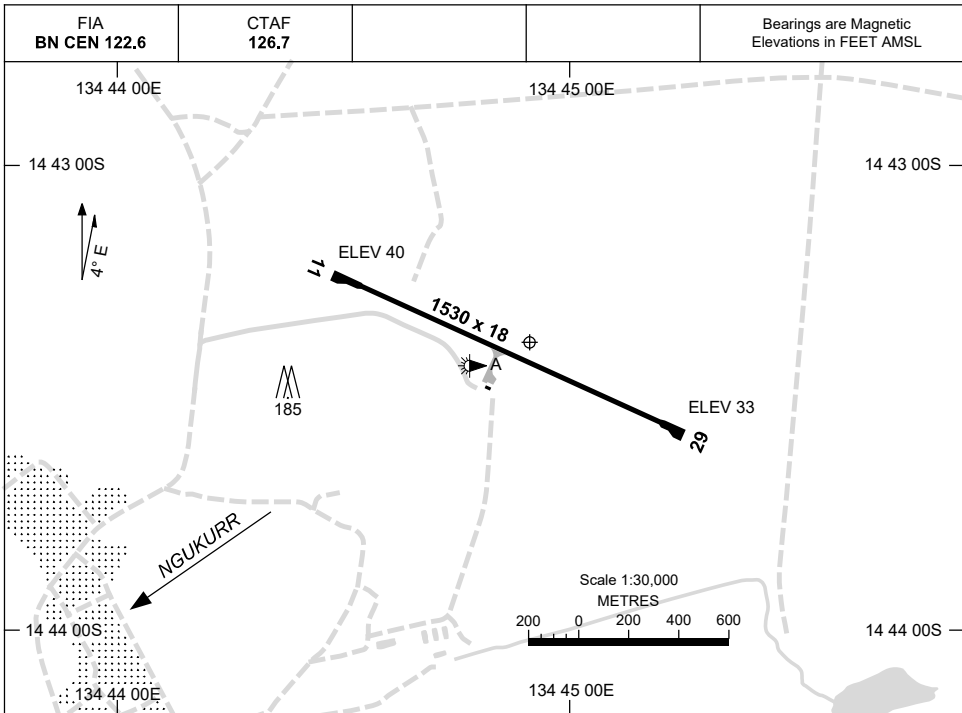 FIA
BN CEN 122.6
CTAF
126.7
Bearings are Magnetic
Elevations in FEET AMSL
134 44 00E
134 45 00E
14 43 00S
14 43 00S
4° E
11
ELEV 40
1530 x 18
A
185
ELEV 33
29
NGUKURR
Scale 1:30,000
METRES
200 0 200 400 600
14 44 00S
14 44 00S
134 44 00E
134 45 00E